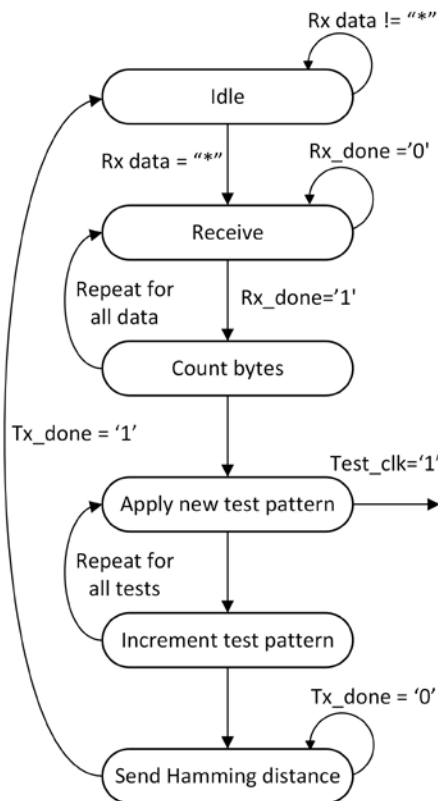 Rx data != “*”
Idle
Rx data = “*”
Rx_done =’0'
Receive
Repeat for
all data
Rx_done=’1'
Count bytes
Tx_done = ‘1’
Test_clk=‘1’
Apply new test pattern
Repeat for
all tests
Increment test pattern
Tx_done = ‘0’
Send Hamming distance